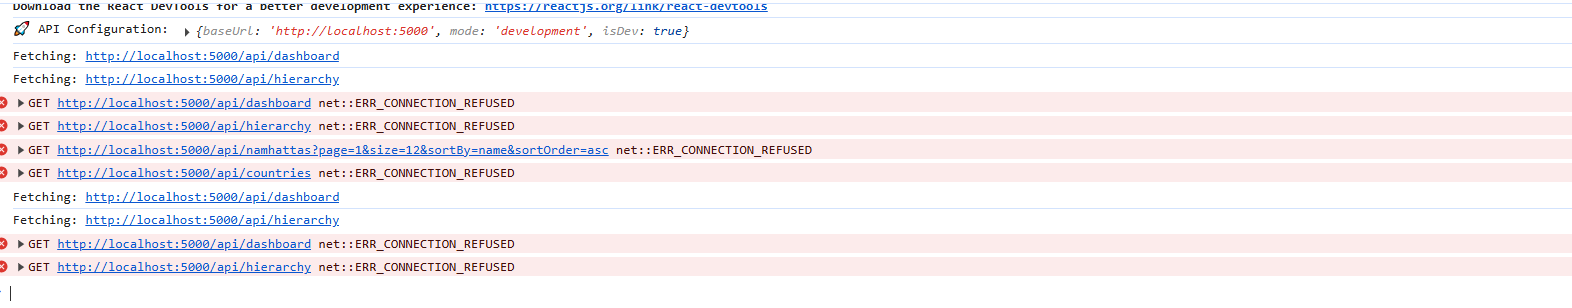 Download the React DevTools for a better development experience: https://reactjs.org/link/react-devtools
🚀 API Configuration: ▶ {baseUrl: 'http://localhost:5000', mode: 'development', isDev: true}
Fetching: http://localhost:5000/api/dashboard
Fetching: http://localhost:5000/api/hierarchy
▶ GET http://localhost:5000/api/dashboard net::ERR_CONNECTION_REFUSED
▶ GET http://localhost:5000/api/hierarchy net::ERR_CONNECTION_REFUSED
▶ GET http://localhost:5000/api/namhattas?page=1&size=12&sortBy=name&sortOrder=asc net::ERR_CONNECTION_REFUSED
▶ GET http://localhost:5000/api/countries net::ERR_CONNECTION_REFUSED
Fetching: http://localhost:5000/api/dashboard
Fetching: http://localhost:5000/api/hierarchy
▶ GET http://localhost:5000/api/dashboard net::ERR_CONNECTION_REFUSED
▶ GET http://localhost:5000/api/hierarchy net::ERR_CONNECTION_REFUSED